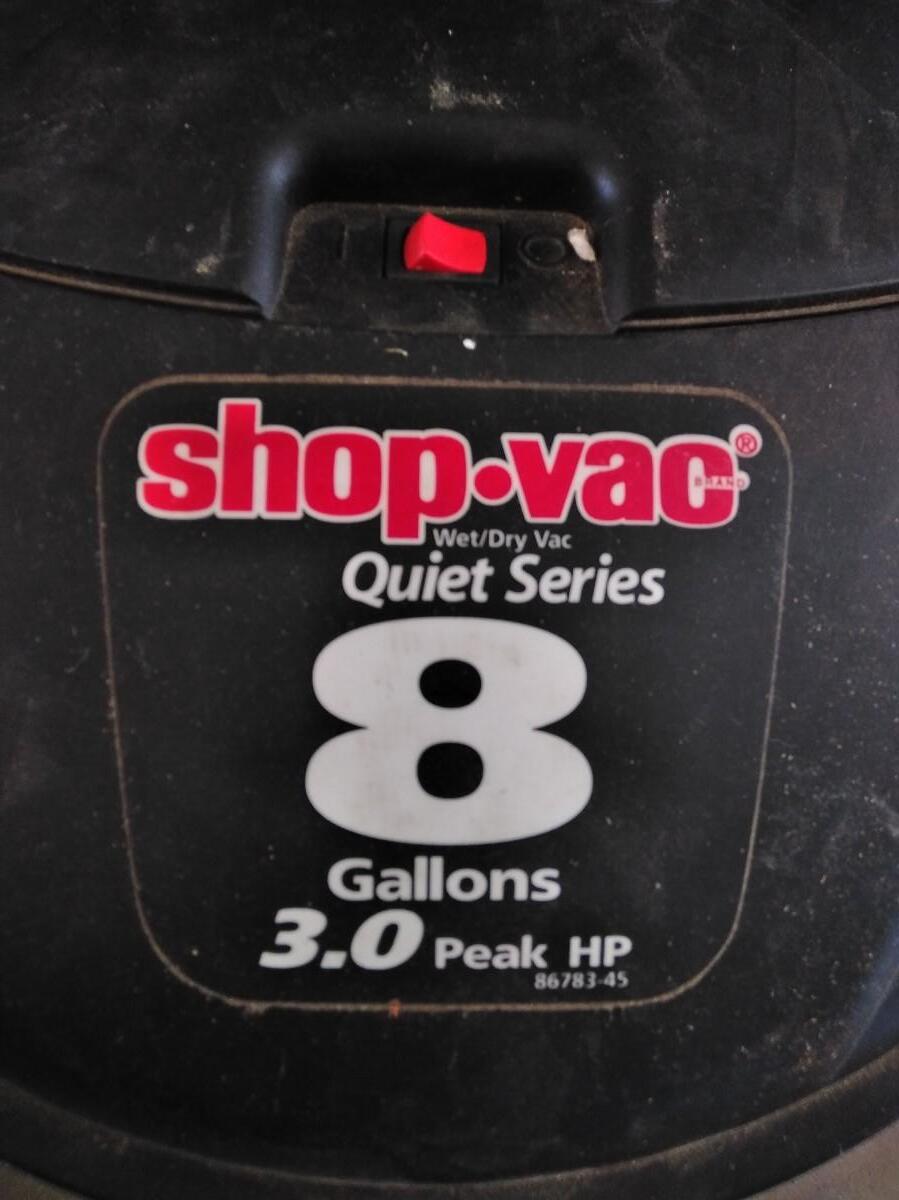 shop•vac®
BRAND
Wet/Dry Vac
Quiet Series
8
Gallons
3.0 Peak HP
86783-45